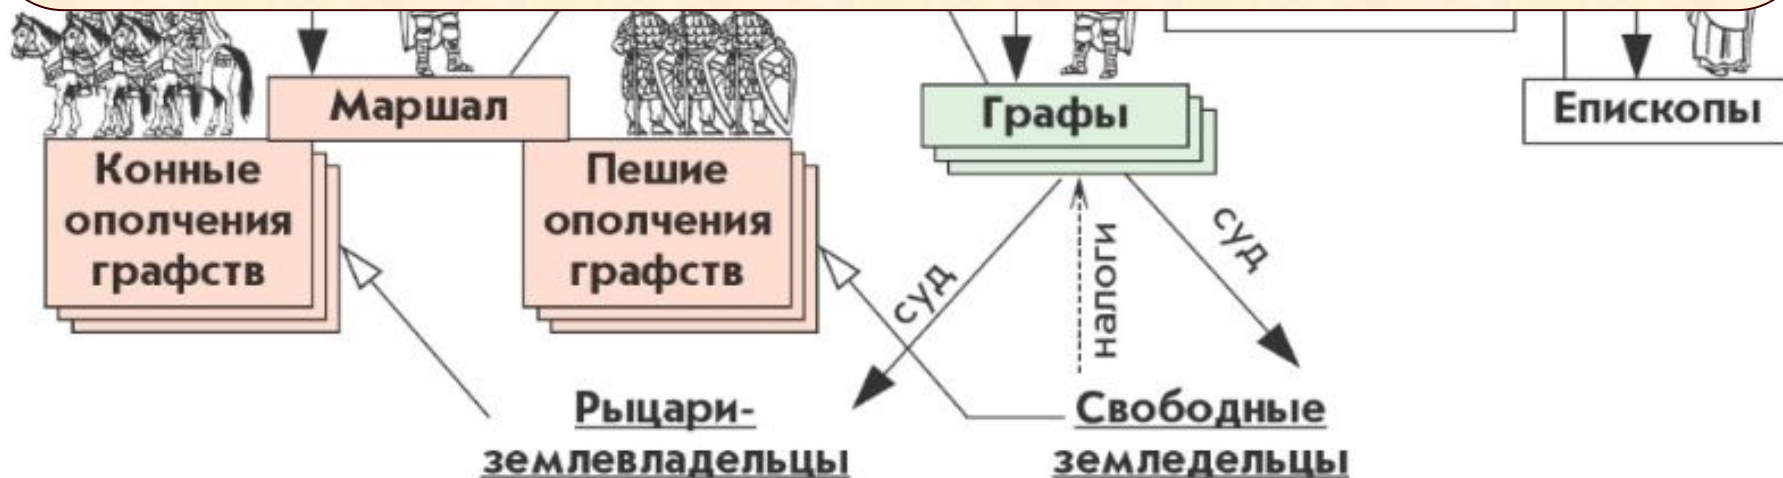 Маршал
Графы
Епископы
Конные
ополчения
графств
Пешие
ополчения
графств
суд
налоги
суд
Рыцари-
землевладельцы
Свободные
земледельцы